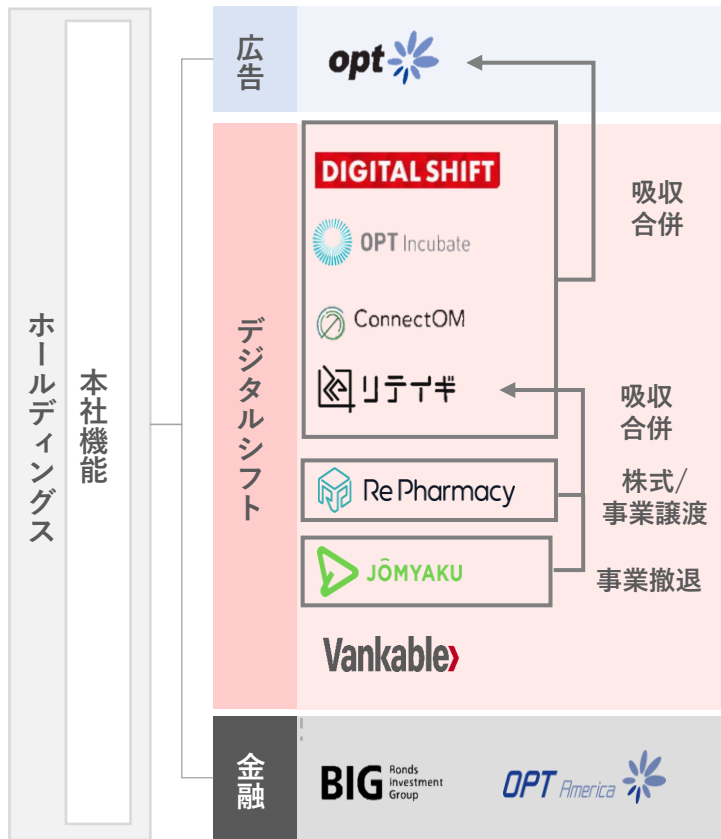 ホールディングス
本社機能
広告
opt
デジタルシフト
DIGITAL SHIFT
OPT Incubate
ConnectOM
リテイギ
Re Pharmacy
JŌMYAKU
Vankable
吸収
合併
吸収
合併
株式/
事業譲渡
事業撤退
金融
BIG
Bonds
Investment
Group
OPT America